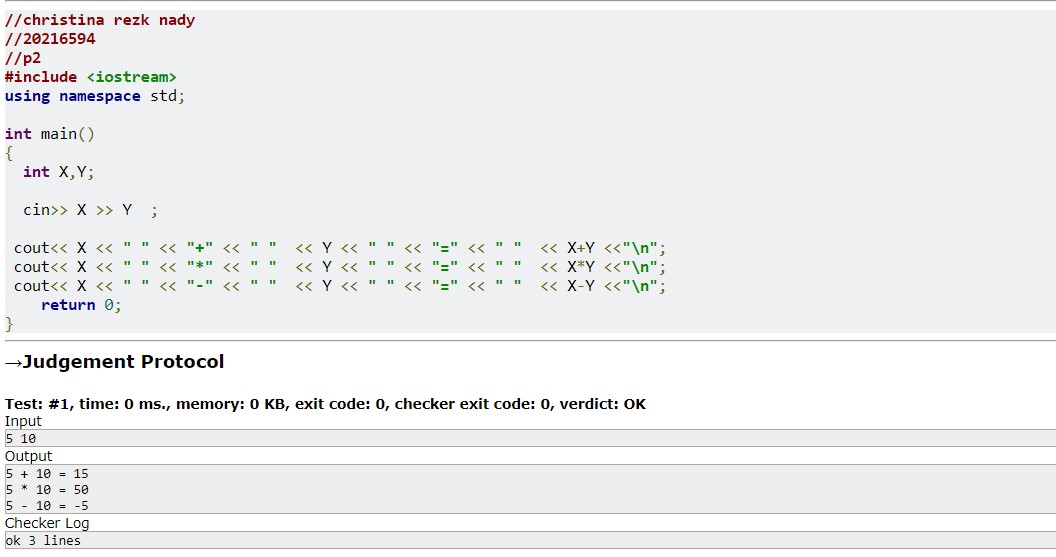 //christina rezk nady
//20216594
//p2
#include <iostream>
using namespace std;
int main()
{
int X,Y;
cin>> X >> Y  ;
cout<< X << " " << "+" << " "  << Y << " " << "=" << " "  << X+Y <<"\n";
cout<< X << " " << "*" << " "  << Y << " " << "=" << " "  << X*Y <<"\n";
cout<< X << " " << "-" << " "  << Y << " " << "=" << " "  << X-Y <<"\n";
return 0;
}
→Judgement Protocol
Test: #1, time: 0 ms., memory: 0 KB, exit code: 0, checker exit code: 0, verdict: OK
Input
5 10
Output
5 + 10 = 15
5 * 10 = 50
5 - 10 = -5
Checker Log
ok 3 lines